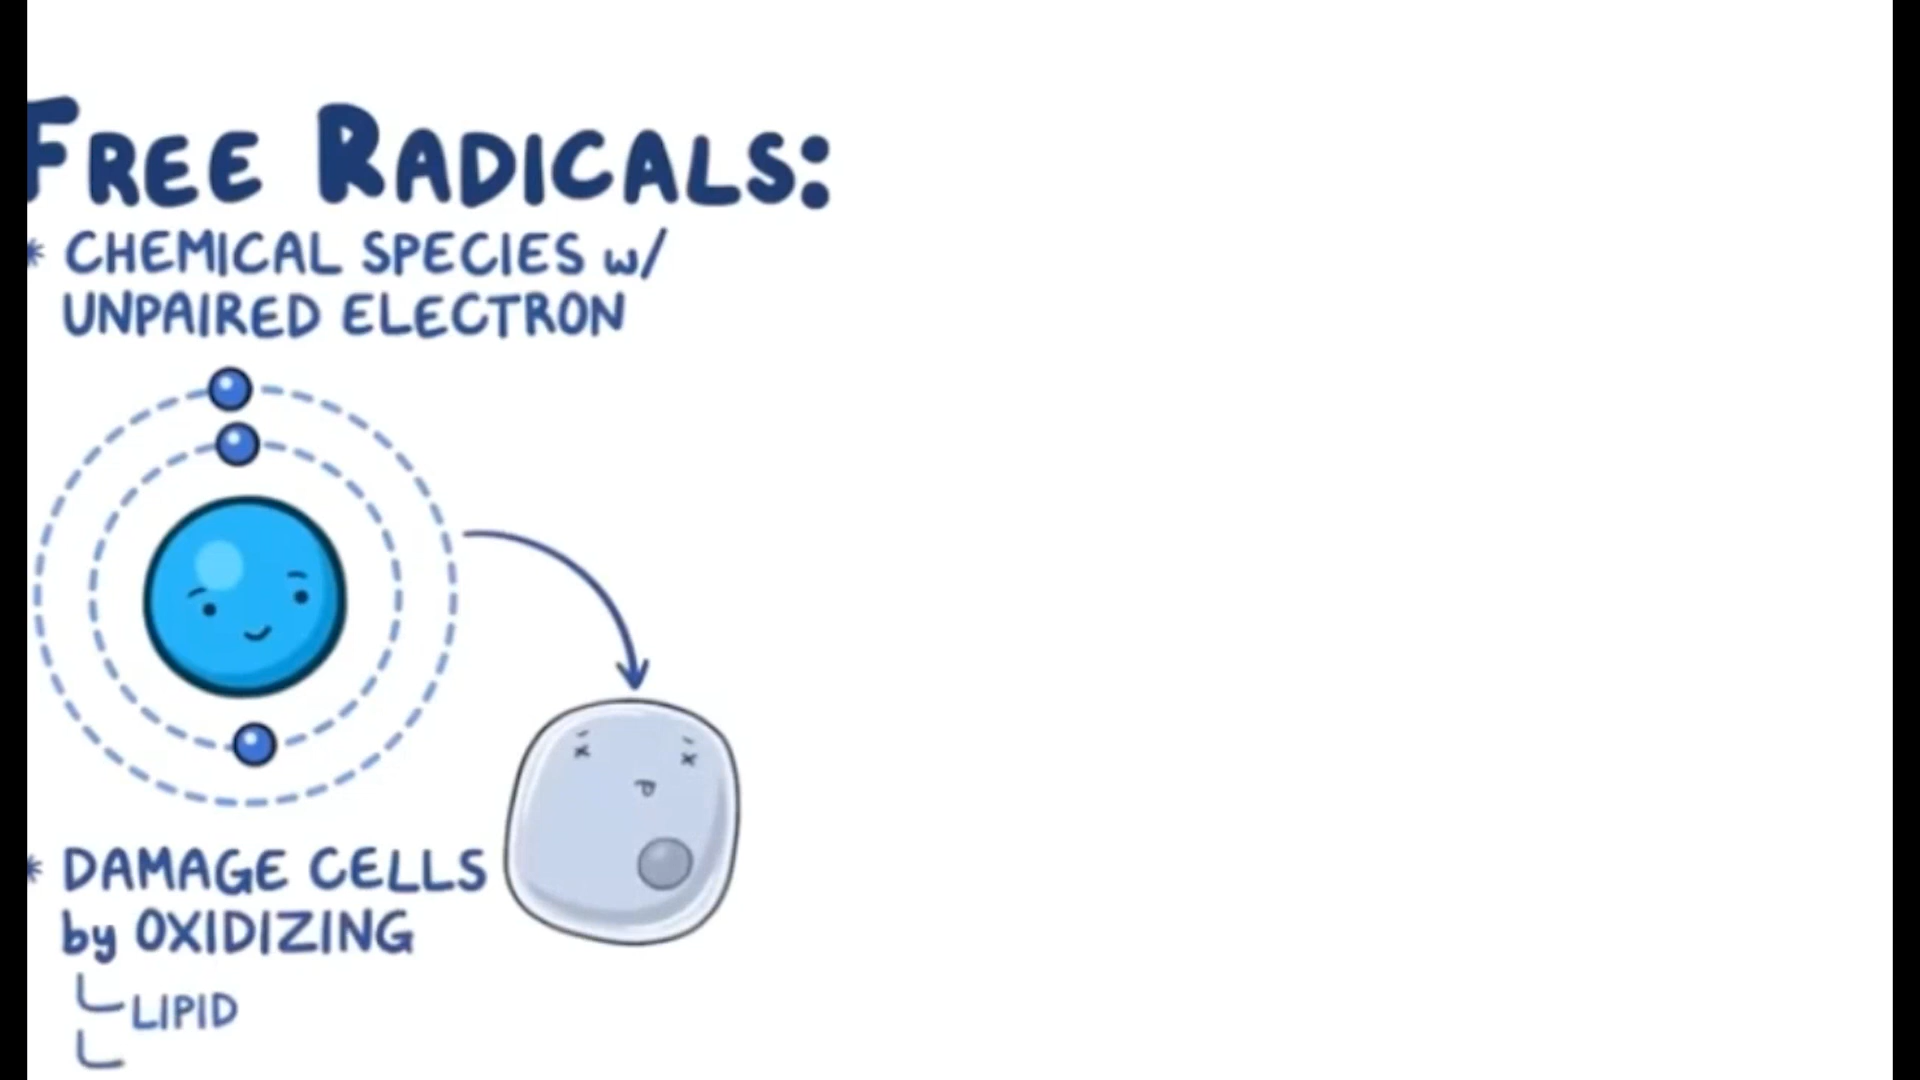 FREE RADICALS:
* CHEMICAL SPECIES w/
UNPAIRED ELECTRON
* DAMAGE CELLS
by OXIDIZING
LIPID